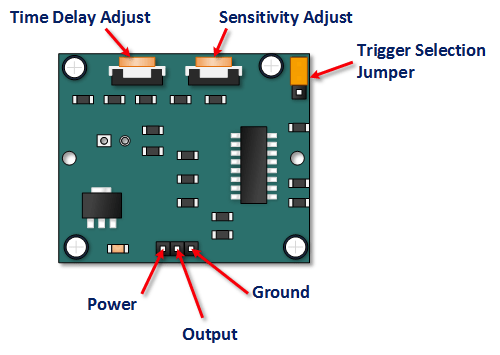 Time Delay Adjust
Sensitivity Adjust
Trigger Selection
Jumper
Power
Ground
Output